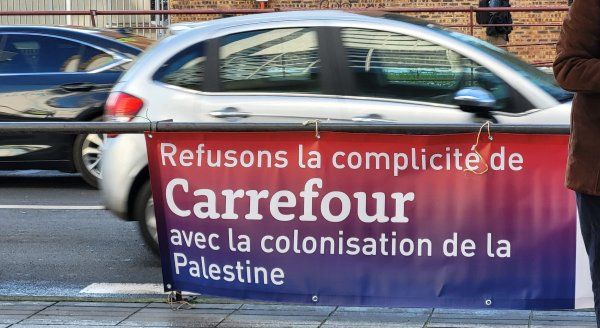 Refusons la complicité de
Carrefour
avec la colonisation de la
Palestine